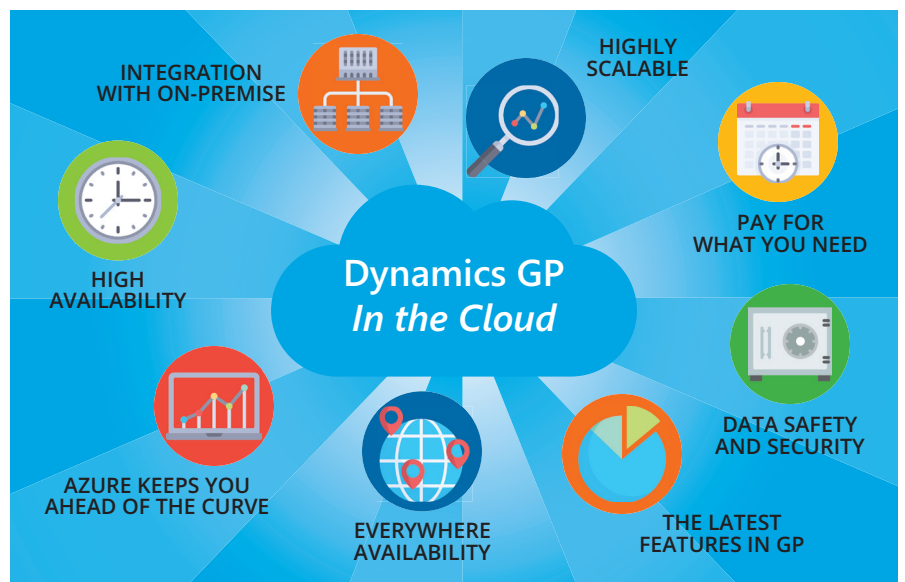 INTEGRATION
WITH ON-PREMISE
HIGHLY
SCALABLE
PAY FOR
WHAT YOU NEED
HIGH
AVAILABILITY
Dynamics GP
In the Cloud
DATA SAFETY
AND SECURITY
AZURE KEEPS YOU
AHEAD OF THE CURVE
EVERYWHERE
AVAILABILITY
THE LATEST
FEATURES IN GP